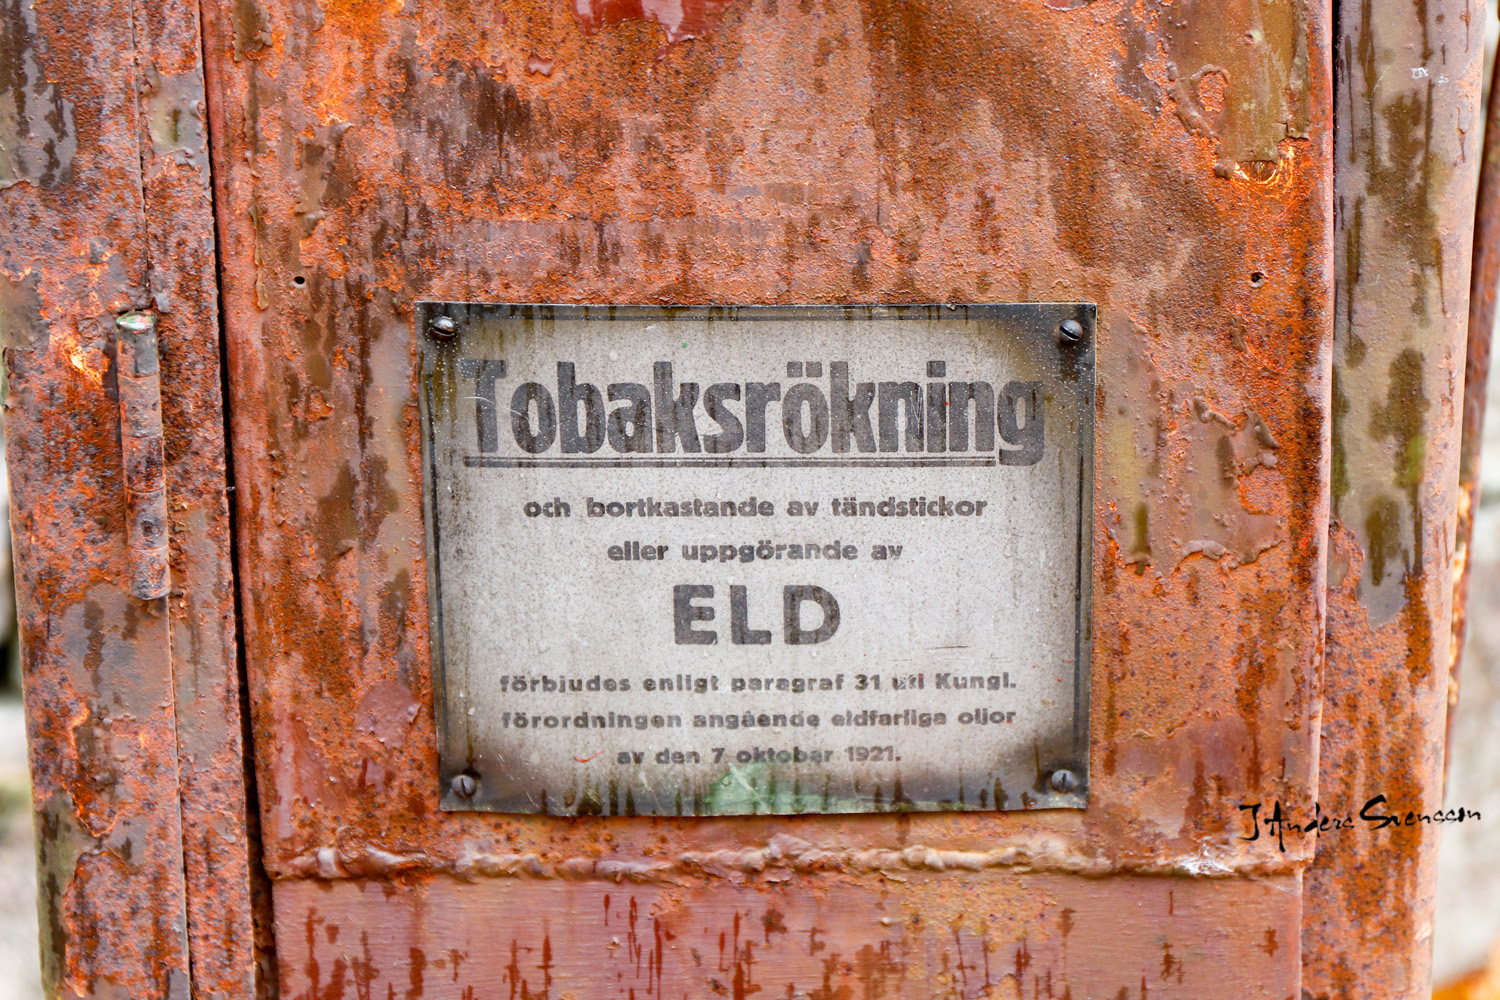 Tobaksrökning
och bortkastande av tändstickor
eller uppgörande av
ELD
förbjudes enligt paragraf 31 uti Kungl.
förordningen angående eldfarliga oljor
av den 7 oktober 1921.
J Anders Svensson